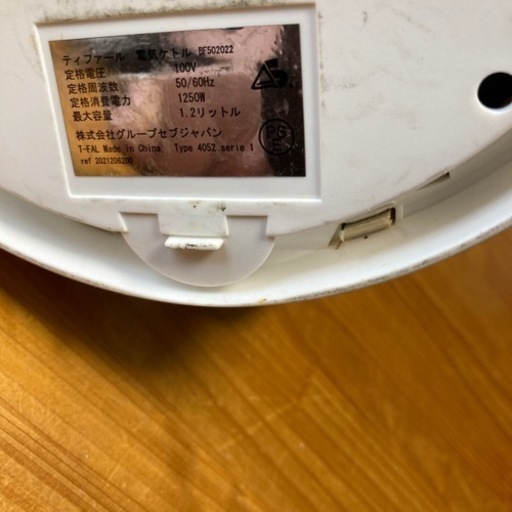 ティファール 電気ケトル BF502022
定格電圧 100V
定格周波数 50/60Hz
定格消費電力 1250W
最大容量 1.2リットル
株式会社グループセブジャパン
T-FAL Made in China Type 4052 serie 1
ref 2021206200
PS
E